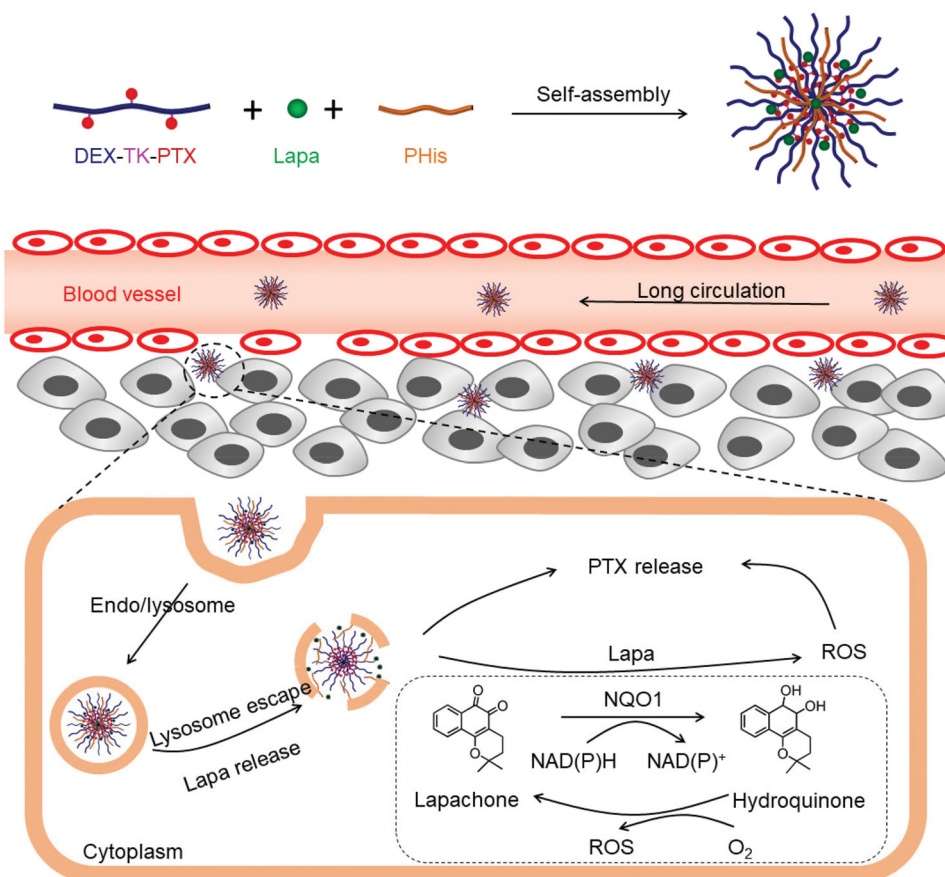 Self-assembly
+ +
DEX-TK-PTX Lapa PHis
Blood vessel
Long circulation
Endo/lysosome
PTX release
Lysosome escape
Lapa release
Lapa
ROS
O
O
O
NQO1
OH
OH
O
NAD(P)H NAD(P)⁺
Lapachone Hydroquinone
ROS O₂
Cytoplasm